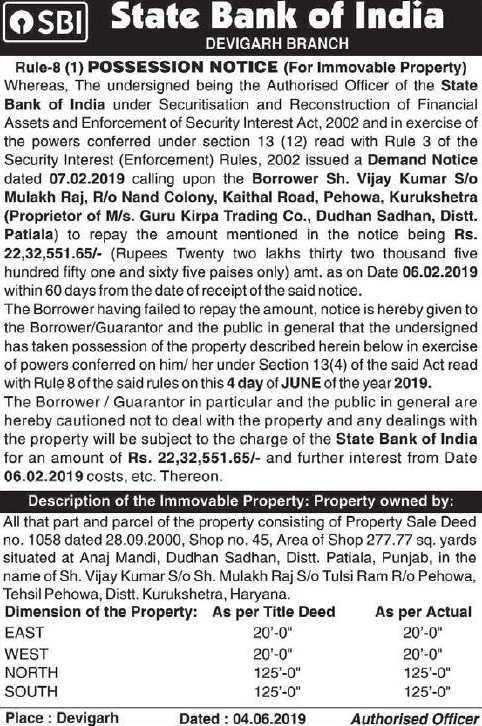 SBI State Bank of India
DEVIGARH BRANCH
Rule-8 (1) POSSESSION NOTICE (For Immovable Property)
Whereas, The undersigned being the Authorised Officer of the State
Bank of India under Securitisation and Reconstruction of Financial
Assets and Enforcement of Security Interest Act, 2002 and in exercise of
the powers conferred under section 13 (12) read with Rule 3 of the
Security Interest (Enforcement) Rules, 2002 issued a Demand Notice
dated 07.02.2019 calling upon the Borrower Sh. Vijay Kumar S/o
Mulakh Raj, R/o Nand Colony, Kaithal Road, Pehowa, Kurukshetra
(Proprietor of M/s. Guru Kirpa Trading Co., Dudhan Sadhan, Distt.
Patiala) to repay the amount mentioned in the notice being Rs.
22,32,551.65/- (Rupees Twenty two lakhs thirty two thousand five
hundred fifty one and sixty five paises only) amt. as on Date 06.02.2019
within 60 days from the date of receipt of the said notice.
The Borrower having failed to repay the amount, notice is hereby given to
the Borrower/Guarantor and the public in general that the undersigned
has taken possession of the property described herein below in exercise
of powers conferred on him/ her under Section 13(4) of the said Act read
with Rule 8 of the said rules on this 4 day of JUNE of the year 2019.
The Borrower / Guarantor in particular and the public in general are
hereby cautioned not to deal with the property and any dealings with
the property will be subject to the charge of the State Bank of India
for an amount of Rs. 22,32,551.65/- and further interest from Date
06.02.2019 costs, etc. Thereon.
Description of the Immovable Property: Property owned by:
All that part and parcel of the property consisting of Property Sale Deed
no. 1058 dated 28.09.2000, Shop no. 45, Area of Shop 277.77 sq. yards
situated at Anaj Mandi, Dudhan Sadhan, Distt. Patiala, Punjab, in the
name of Sh. Vijay Kumar S/o Sh. Mulakh Raj S/o Tulsi Ram R/o Pehowa,
Tehsil Pehowa, Distt. Kurukshetra, Haryana.
Dimension of the Property: As per Title Deed As per Actual
EAST 20'-0" 20'-0"
WEST 20'-0" 20'-0"
NORTH 125'-0" 125'-0"
SOUTH 125'-0" 125'-0"
Place : Devigarh Dated : 04.06.2019 Authorised Officer